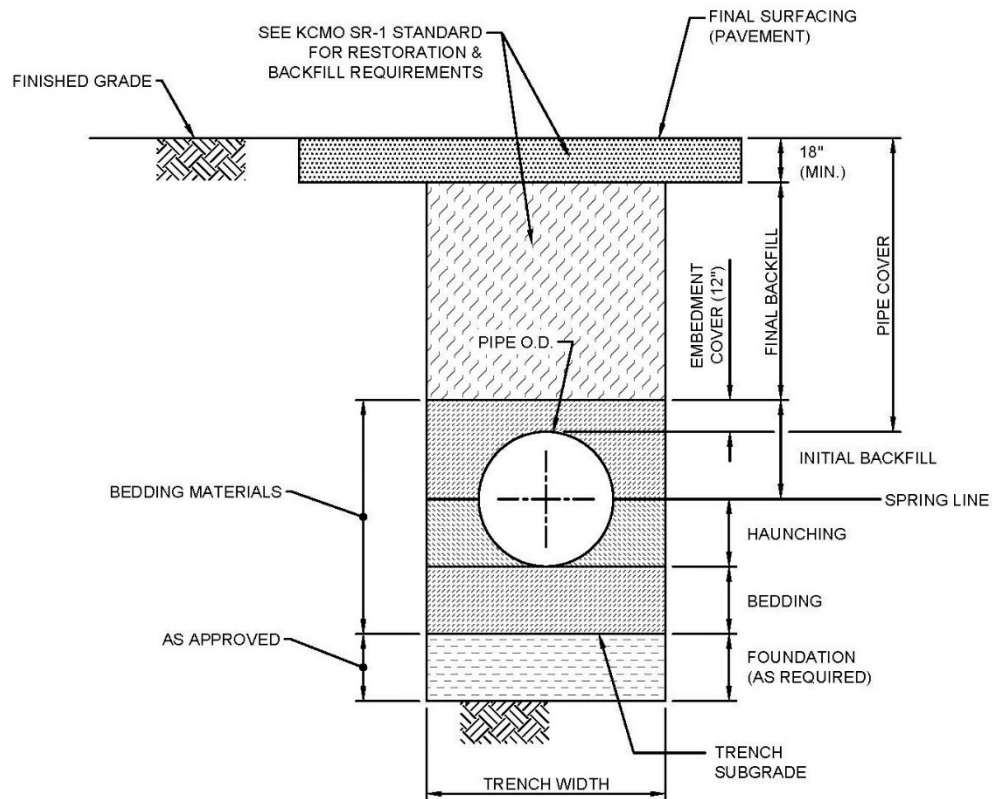 FINAL SURFACING
(PAVEMENT)
SEE KCMO SR-1 STANDARD
FOR RESTORATION &
BACKFILL REQUIREMENTS
FINISHED GRADE
18"
(MIN.)
EMBEDMENT
COVER (12")
FINAL BACKFILL
PIPE COVER
PIPE O.D.
INITIAL BACKFILL
BEDDING MATERIALS
SPRING LINE
HAUNCHING
BEDDING
AS APPROVED
FOUNDATION
(AS REQUIRED)
TRENCH
SUBGRADE
TRENCH WIDTH